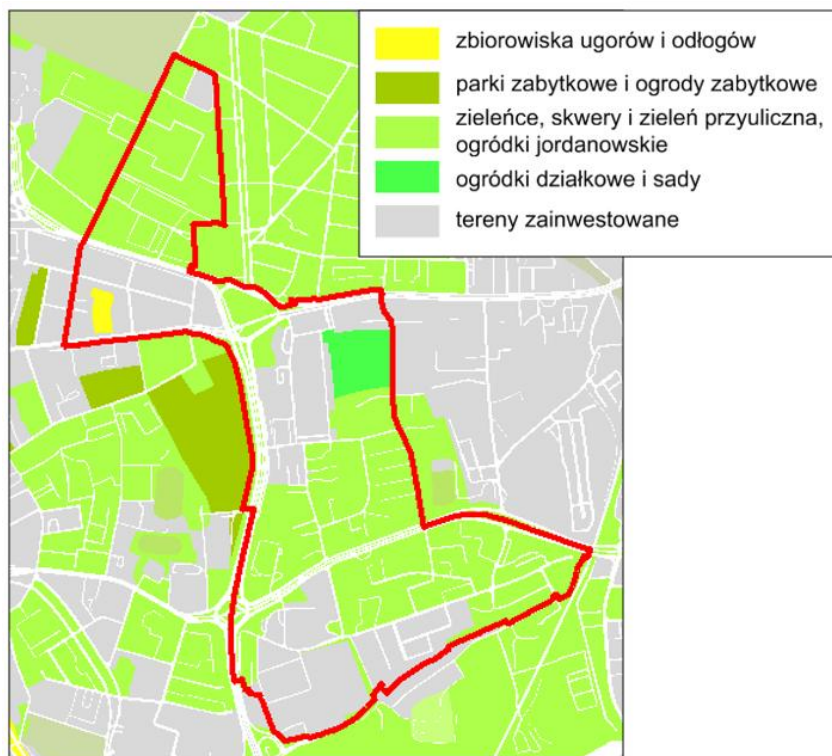 zbiorowiska ugorów i odłogów
parki zabytkowe i ogrody zabytkowe
zieleńce, skwery i zieleń przyuliczna,
ogródki jordanowskie
ogródki działkowe i sady
tereny zainwestowane